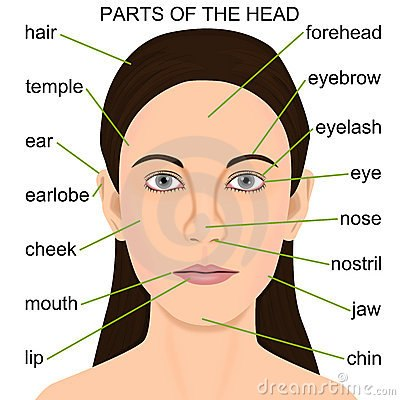 PARTS OF THE HEAD
hair
forehead
temple
eyebrow
ear
eyelash
earlobe
eye
cheek
nose
mouth
nostril
lip
jaw
chin
dreamstime.com